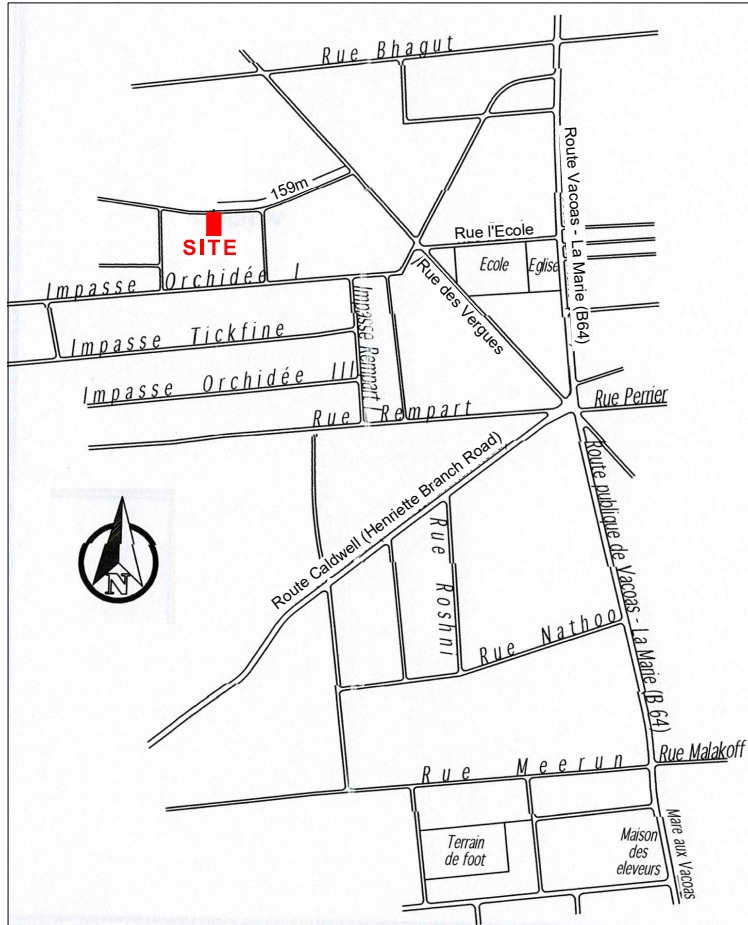 Rue Bhagut
Route Vacoas - La Marie (B64)
159m
SITE
Rue l'Ecole
Ecole
Eglise
Impasse Orchidée I
Rue des Vergues
Impasse Rempart I
Impasse Tickfine
Impasse Orchidée III
Rue Rempart
Rue Perrier
Route Caldwell (Henriette Branch Road)
Route publique de Vacoas - La Marie (B 64)
Rue Roshni
Rue Nathoo
N
Rue Malakoff
Rue Meerun
Mare aux Vacoas
Terrain
de foot
Maison
des
eleveurs